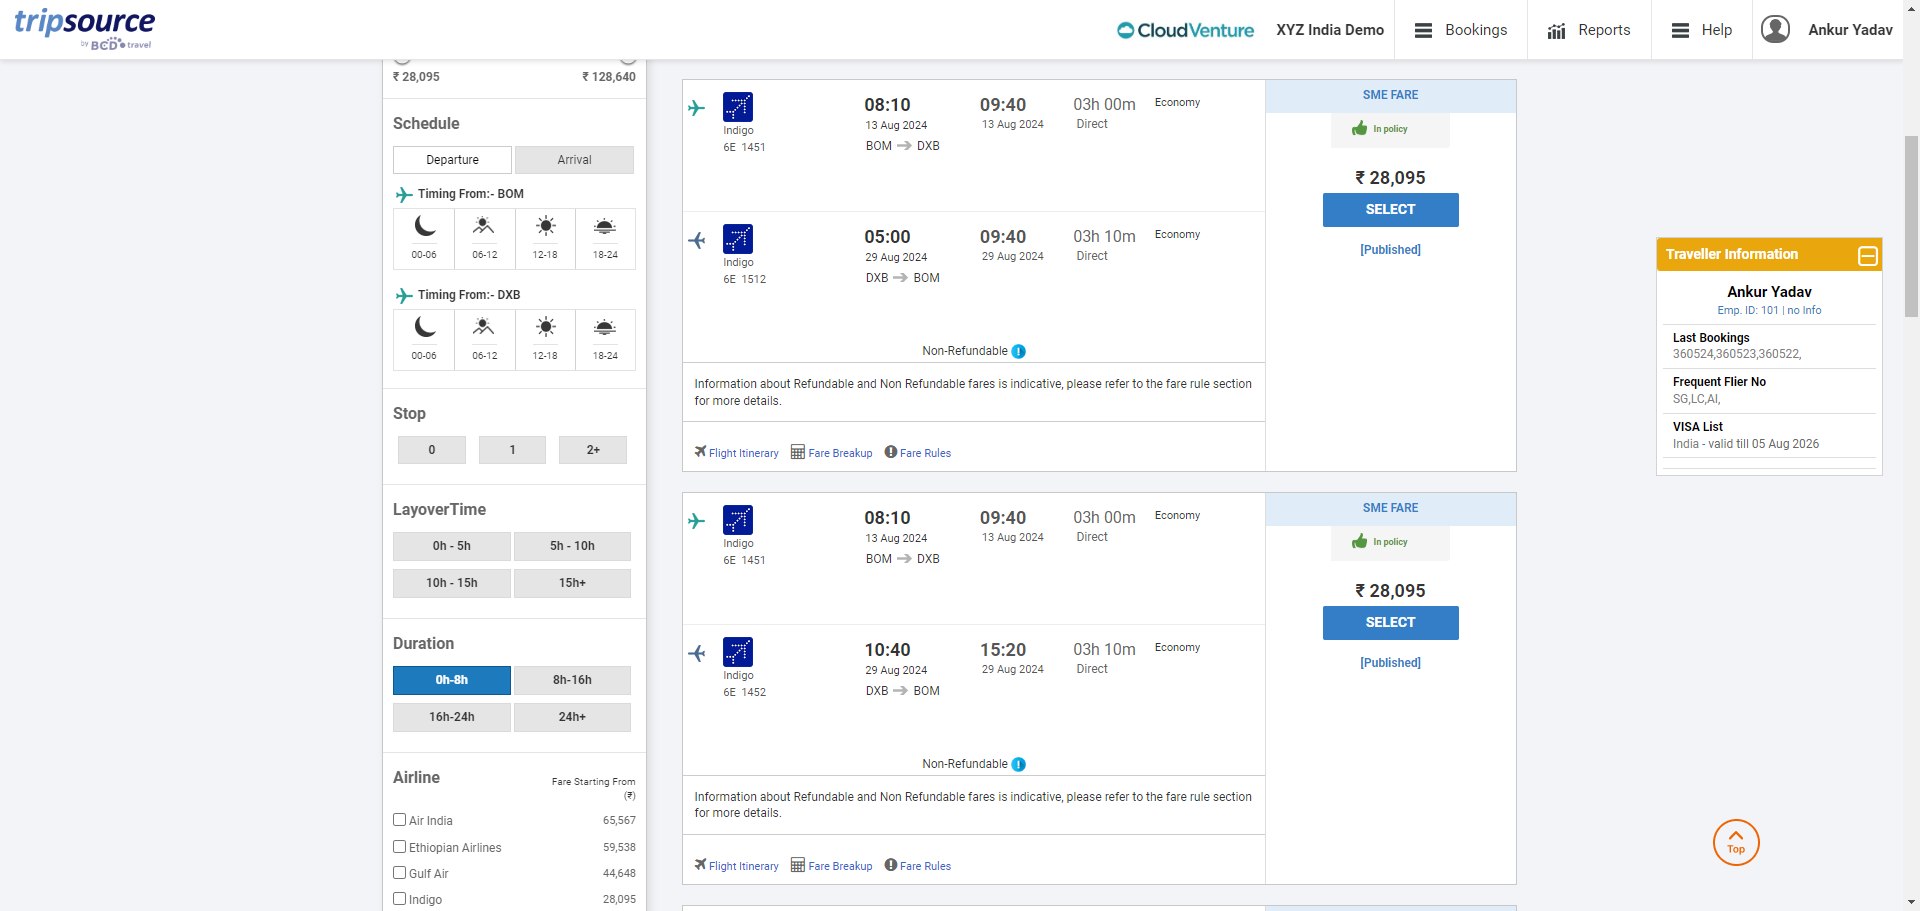 tripsource
by BCD travel
CloudVenture
XYZ India Demo
Bookings
Reports
Help
Ankur Yadav
₹ 28,095
₹ 128,640
Schedule
Departure
Arrival
Timing From:- BOM
00-06
06-12
12-18
18-24
Timing From:- DXB
00-06
06-12
12-18
18-24
Stop
0
1
2+
LayoverTime
0h - 5h
5h - 10h
10h - 15h
15h+
Duration
0h-8h
8h-16h
16h-24h
24h+
Airline
Fare Starting From
(₹)
Air India
65,567
Ethiopian Airlines
59,538
Gulf Air
44,648
Indigo
28,095
Indigo
6E 1451
08:10
13 Aug 2024
BOM DXB
09:40
13 Aug 2024
03h 00m
Direct
Economy
Indigo
6E 1512
05:00
29 Aug 2024
DXB BOM
09:40
29 Aug 2024
03h 10m
Direct
Economy
Non-Refundable
Information about Refundable and Non Refundable fares is indicative, please refer to the fare rule section
for more details.
Flight Itinerary
Fare Breakup
Fare Rules
SME FARE
In policy
₹ 28,095
SELECT
[Published]
Indigo
6E 1451
08:10
13 Aug 2024
BOM DXB
09:40
13 Aug 2024
03h 00m
Direct
Economy
Indigo
6E 1452
10:40
29 Aug 2024
DXB BOM
15:20
29 Aug 2024
03h 10m
Direct
Economy
Non-Refundable
Information about Refundable and Non Refundable fares is indicative, please refer to the fare rule section
for more details.
Flight Itinerary
Fare Breakup
Fare Rules
SME FARE
In policy
₹ 28,095
SELECT
[Published]
Traveller Information
Ankur Yadav
Emp. ID: 101 | no Info
Last Bookings
360524,360523,360522,
Frequent Flier No
SG,LC,AI,
VISA List
India - valid till 05 Aug 2026
Top